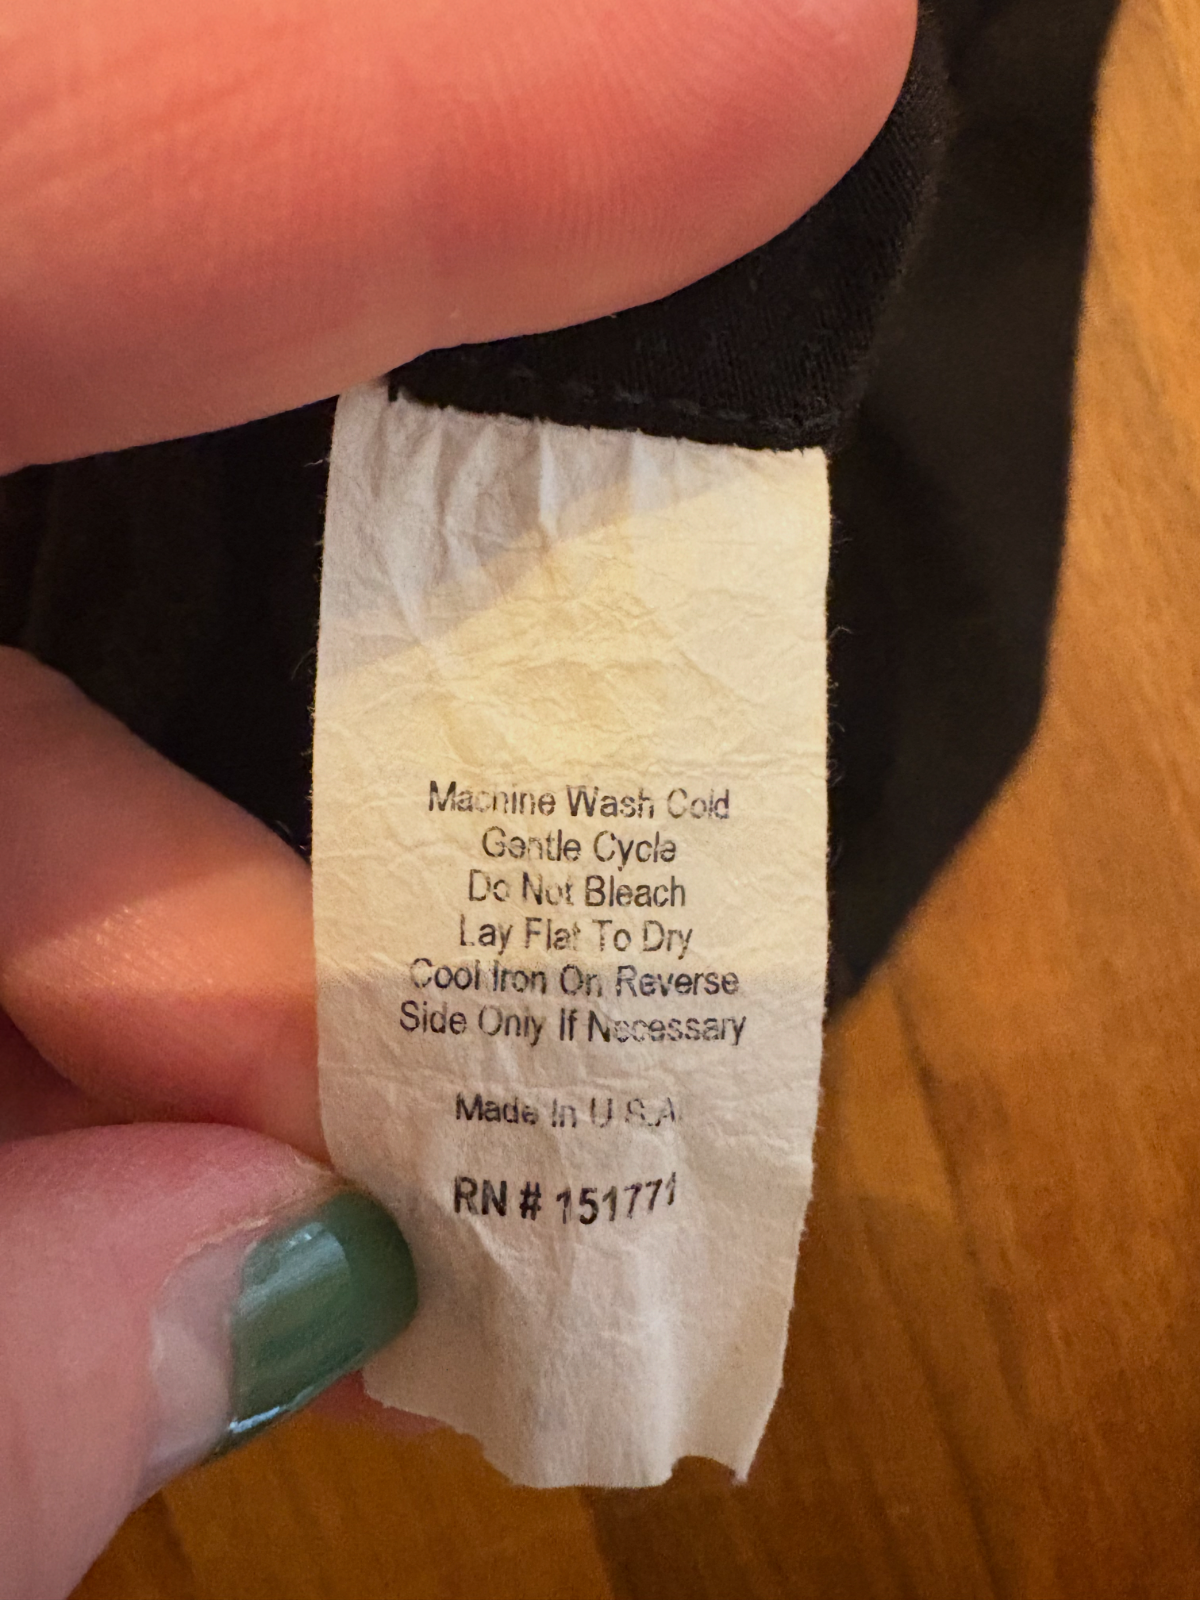 Machine Wash Cold
Gentle Cycle
Do Not Bleach
Lay Flat To Dry
Cool Iron On Reverse
Side Only If Necessary
Made In U.S.A.
RN # 151771